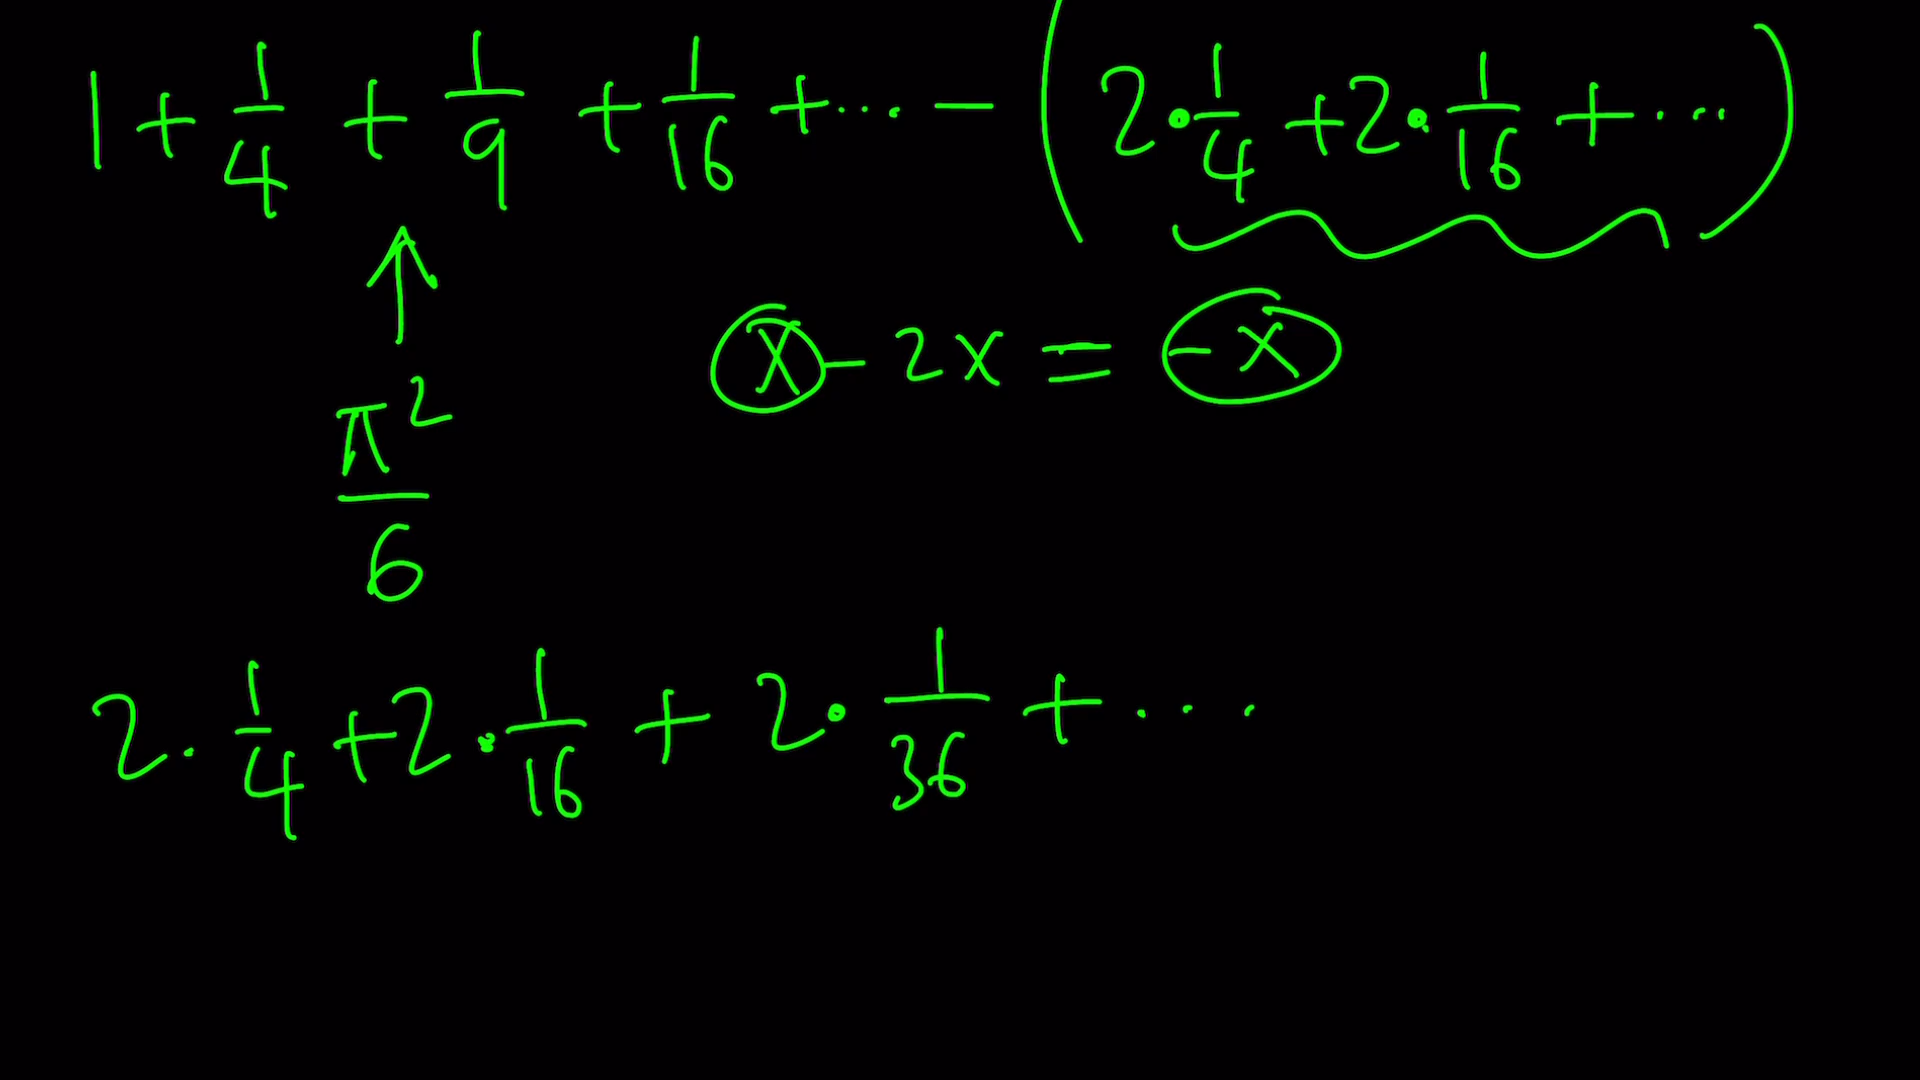 1 + 1/4 + 1/9 + 1/16 + ... − (2·1/4 + 2·1/16 + ...)
x − 2x = −x
π²/6
2·1/4 + 2·1/16 + 2·1/36 + ...